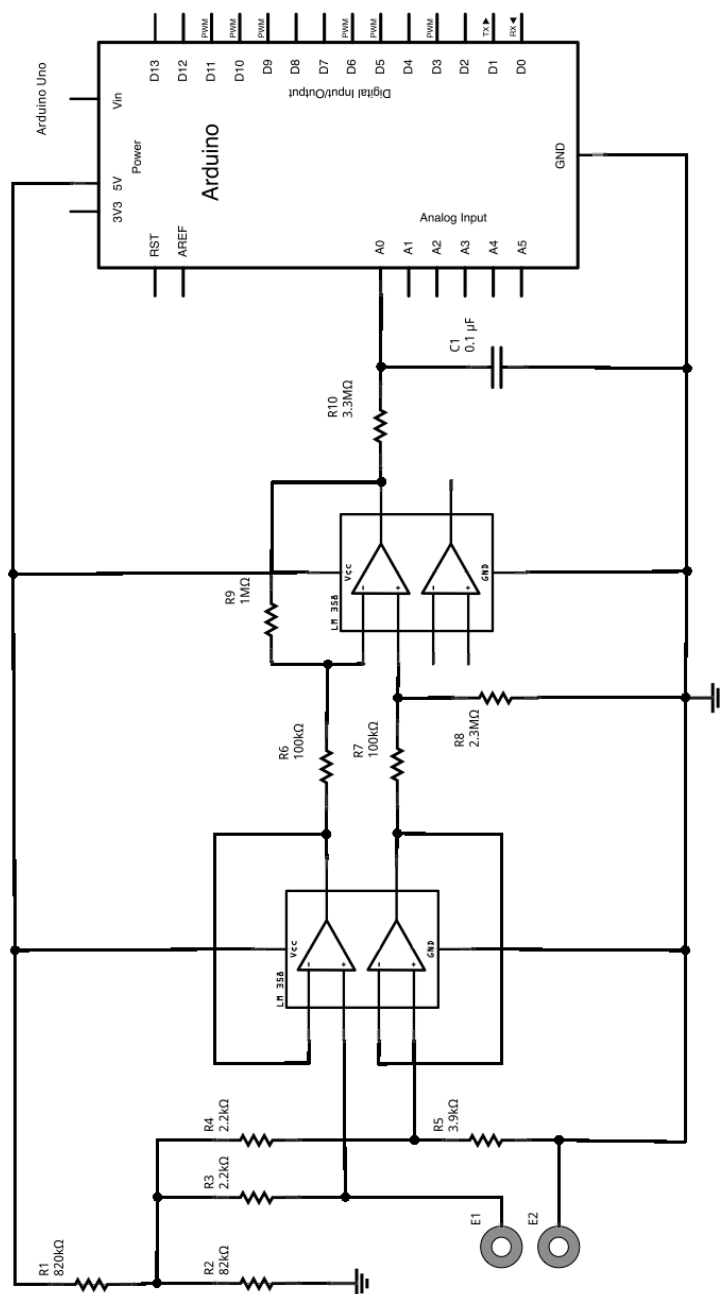 Arduino Uno
D13
D12
PWM
D11
PWM
D10
PWM
D9
D8
D7
PWM
D6
PWM
D5
D4
PWM
D3
D2
TX
D1
RX
D0
Digital Input/Output
Vin
Power
5V
3V3
Arduino
RST
AREF
GND
Analog Input
A0
A1
A2
A3
A4
A5
C1
0.1 µF
R10
3.3MΩ
R9
1MΩ
LM 358
Vcc
GND
-
+
-
+
R8
2.3MΩ
R6
100kΩ
R7
100kΩ
LM 358
Vcc
GND
-
+
-
+
R4
2.2kΩ
R5
3.9kΩ
R3
2.2kΩ
E1
E2
R1
820kΩ
R2
82kΩ